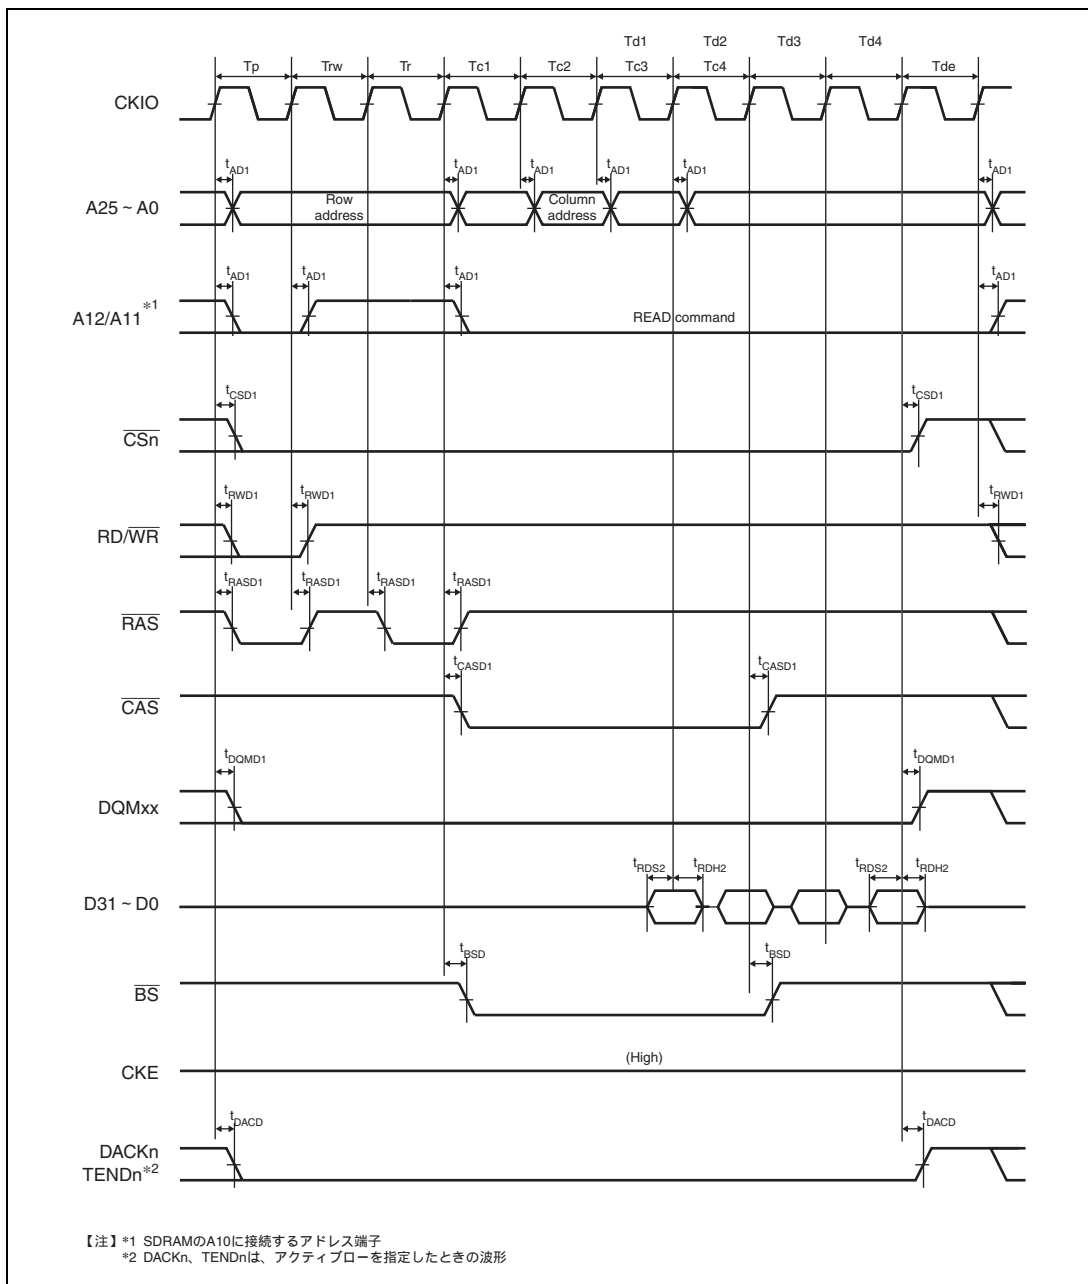 Td1 Td2 Td3 Td4
Tp Trw Tr Tc1 Tc2 Tc3 Tc4 Tde
CKIO
tAD1 tAD1 tAD1 tAD1 tAD1 tAD1
A25 ~ A0
Row
address
Column
address
tAD1 tAD1 tAD1 tAD1
A12/A11*1
READ command
tCSD1 tCSD1
CSn
tRWD1 tRWD1 tRWD1
RD/WR
tRASD1 tRASD1 tRASD1 tRASD1
RAS
tCASD1 tCASD1
CAS
tDQMD1 tDQMD1
DQMxx
tRDS2 tRDH2 tRDS2 tRDH2
D31 ~ D0
tBSD tBSD
BS
(High)
CKE
tDACD tDACD
DACKn
TENDn*2
【注】*1 SDRAMのA10に接続するアドレス端子
*2 DACKn、TENDnは、アクティブローを指定したときの波形